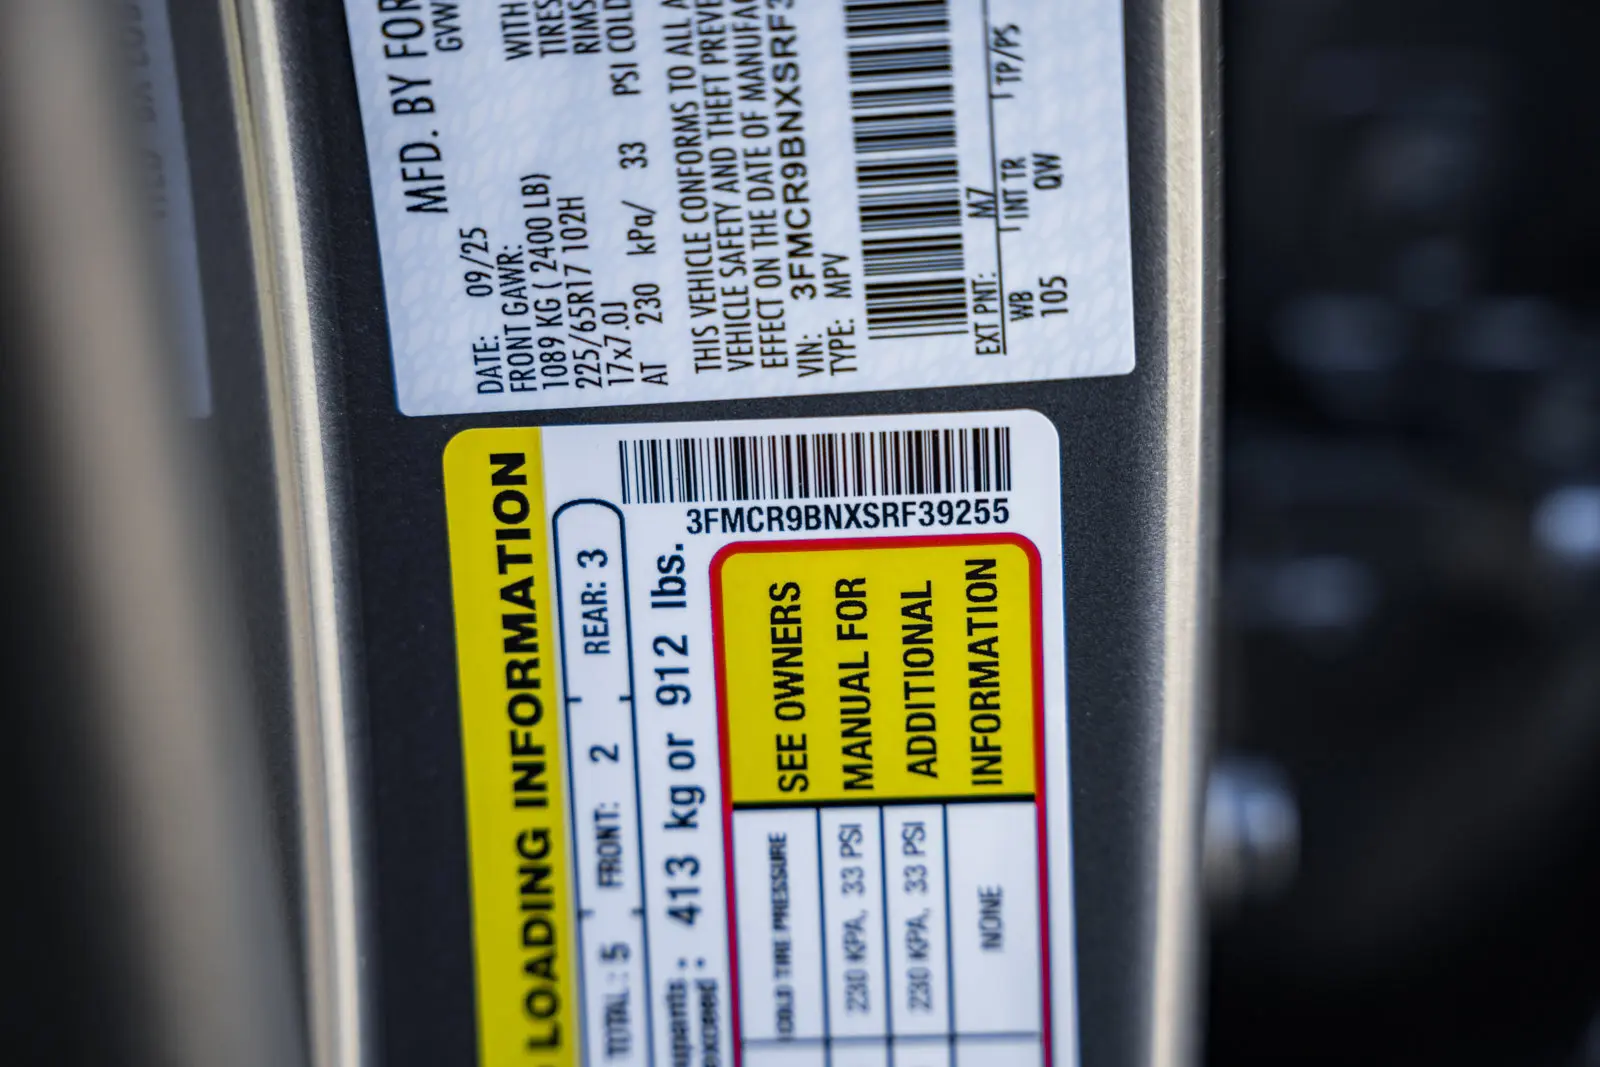 MFD. BY FOR
GVW
DATE: 09/25
FRONT GAWR:
1089 KG ( 2400 LB) WITH
225/65R17 102H TIRES
17x7.0J RIMS
AT 230 kPa/ 33 PSI COLD
THIS VEHICLE CONFORMS TO ALL A
VEHICLE SAFETY AND THEFT PREVE
EFFECT ON THE DATE OF MANUFAC
VIN: 3FMCR9BNXSRF3
TYPE: MPV
EXT PNT: M7
WB INT TR TP/PS
105 QW
LOADING INFORMATION
TOTAL : 5 FRONT: 2 REAR: 3
upants :
exceed : 413 kg or 912 lbs.
3FMCR9BNXSRF39255
COLD TIRE PRESSURE
230 KPA, 33 PSI
230 KPA, 33 PSI
NONE
SEE OWNERS
MANUAL FOR
ADDITIONAL
INFORMATION